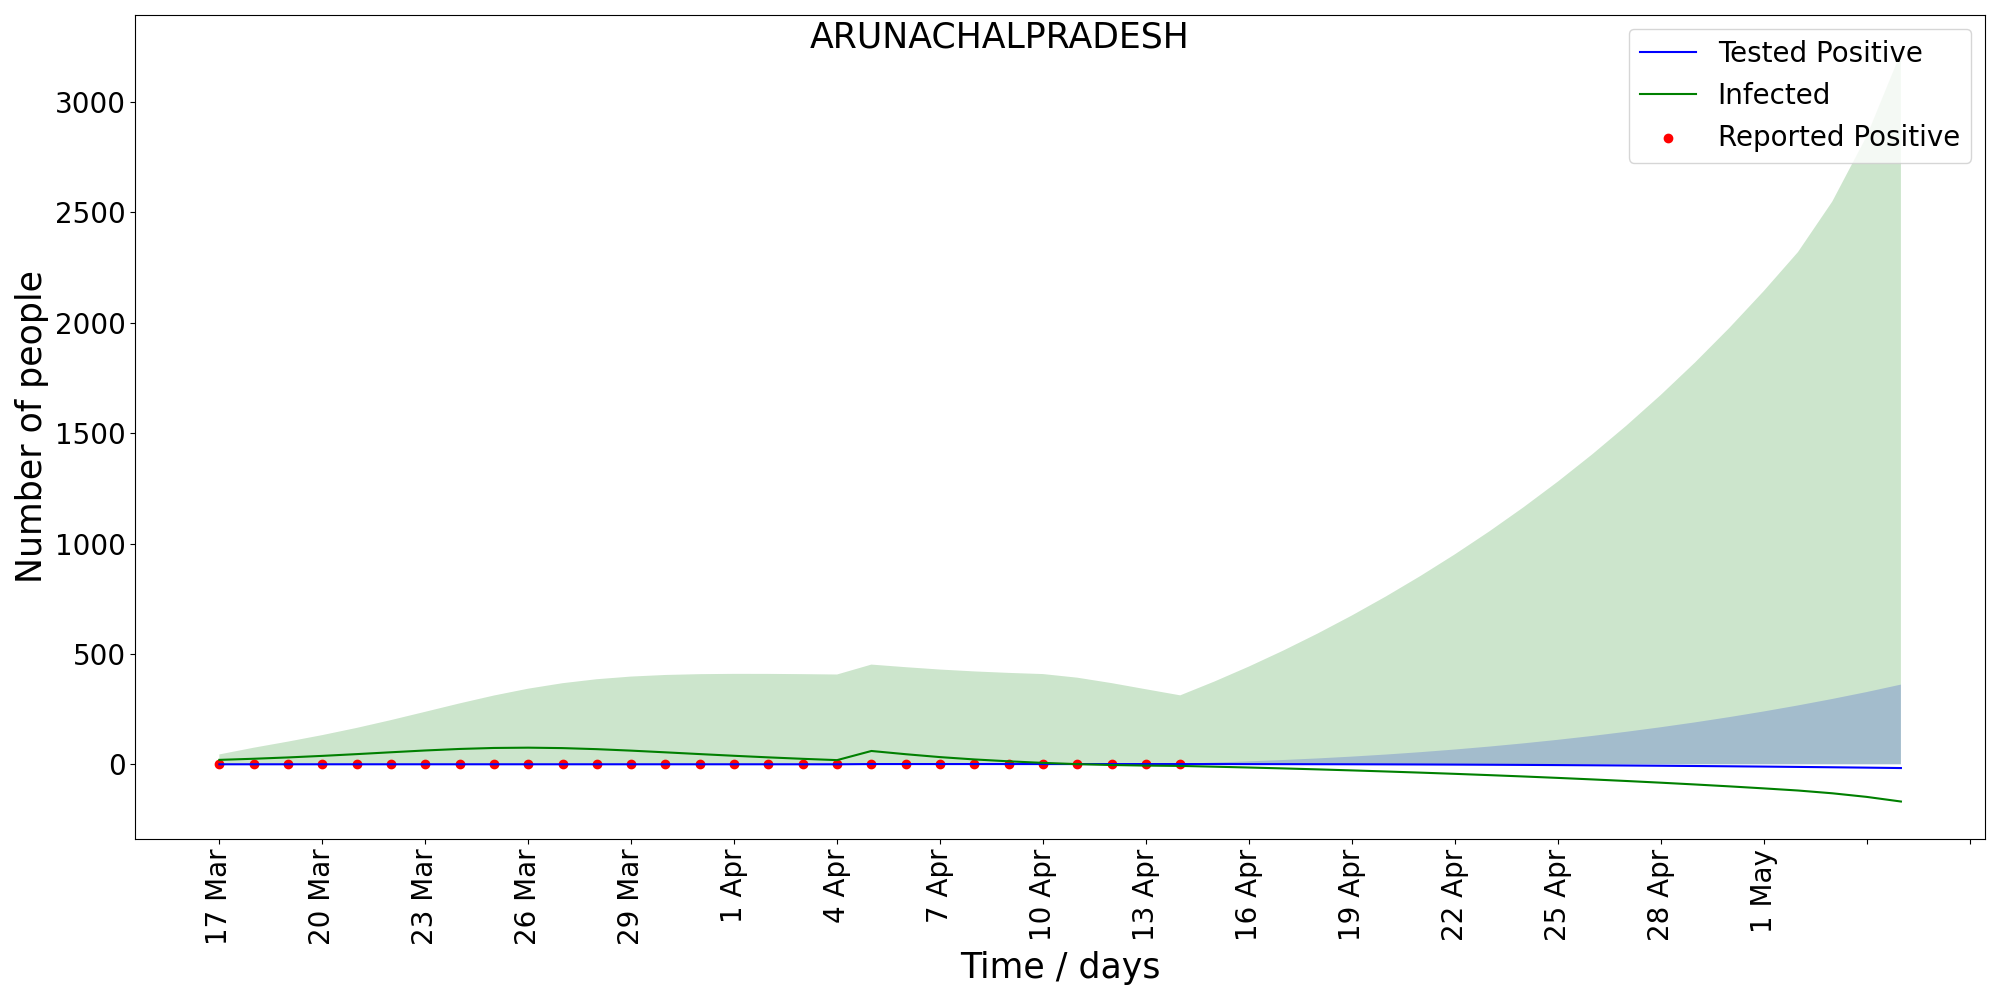 ARUNACHALPRADESH
Tested Positive
Infected
Reported Positive
Number of people
3000
2500
2000
1500
1000
500
0
17 Mar
20 Mar
23 Mar
26 Mar
29 Mar
1 Apr
4 Apr
7 Apr
10 Apr
13 Apr
16 Apr
19 Apr
22 Apr
25 Apr
28 Apr
1 May
Time / days